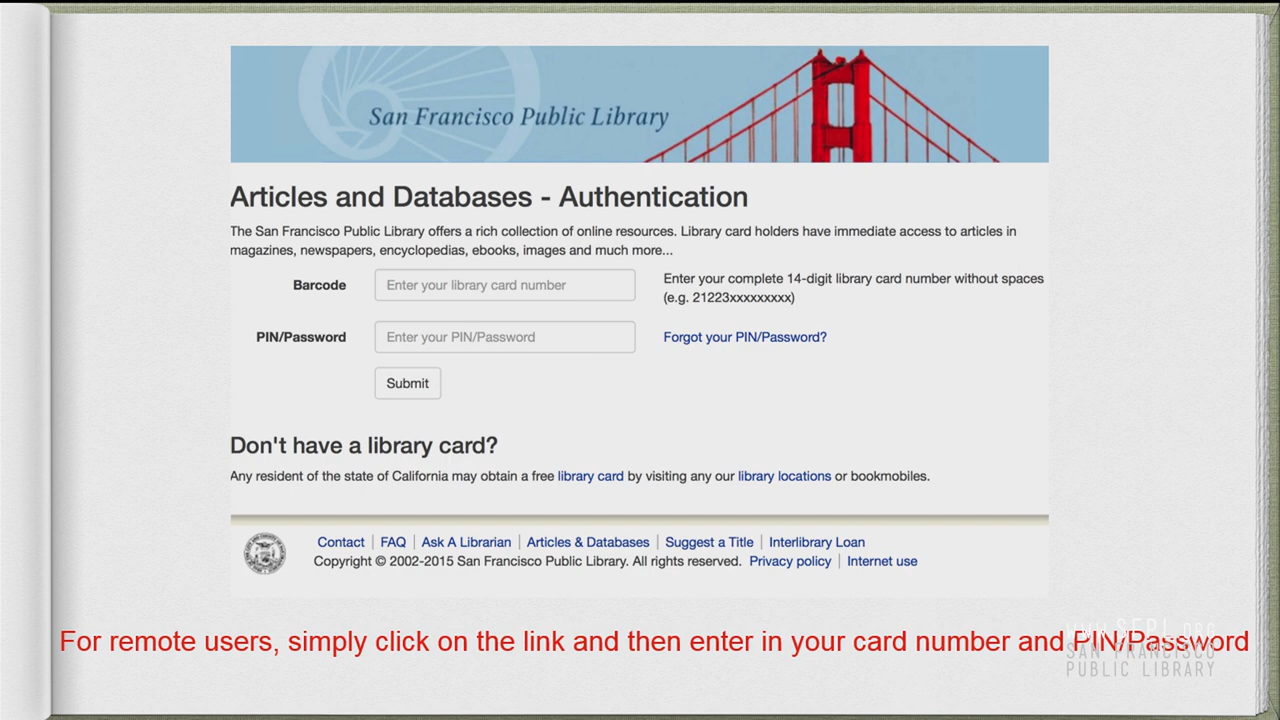 San Francisco Public Library
Articles and Databases - Authentication
The San Francisco Public Library offers a rich collection of online resources. Library card holders have immediate access to articles in
magazines, newspapers, encyclopedias, ebooks, images and much more...
Barcode
Enter your library card number
Enter your complete 14-digit library card number without spaces
(e.g. 21223xxxxxxxxx)
PIN/Password
Enter your PIN/Password
Forgot your PIN/Password?
Submit
Don't have a library card?
Any resident of the state of California may obtain a free library card by visiting any our library locations or bookmobiles.
Contact | FAQ | Ask A Librarian | Articles & Databases | Suggest a Title | Interlibrary Loan
Copyright © 2002-2015 San Francisco Public Library. All rights reserved. Privacy policy | Internet use
For remote users, simply click on the link and then enter in your card number and PIN/Password
WWW.SFPL.ORG
SAN FRANCISCO
PUBLIC LIBRARY